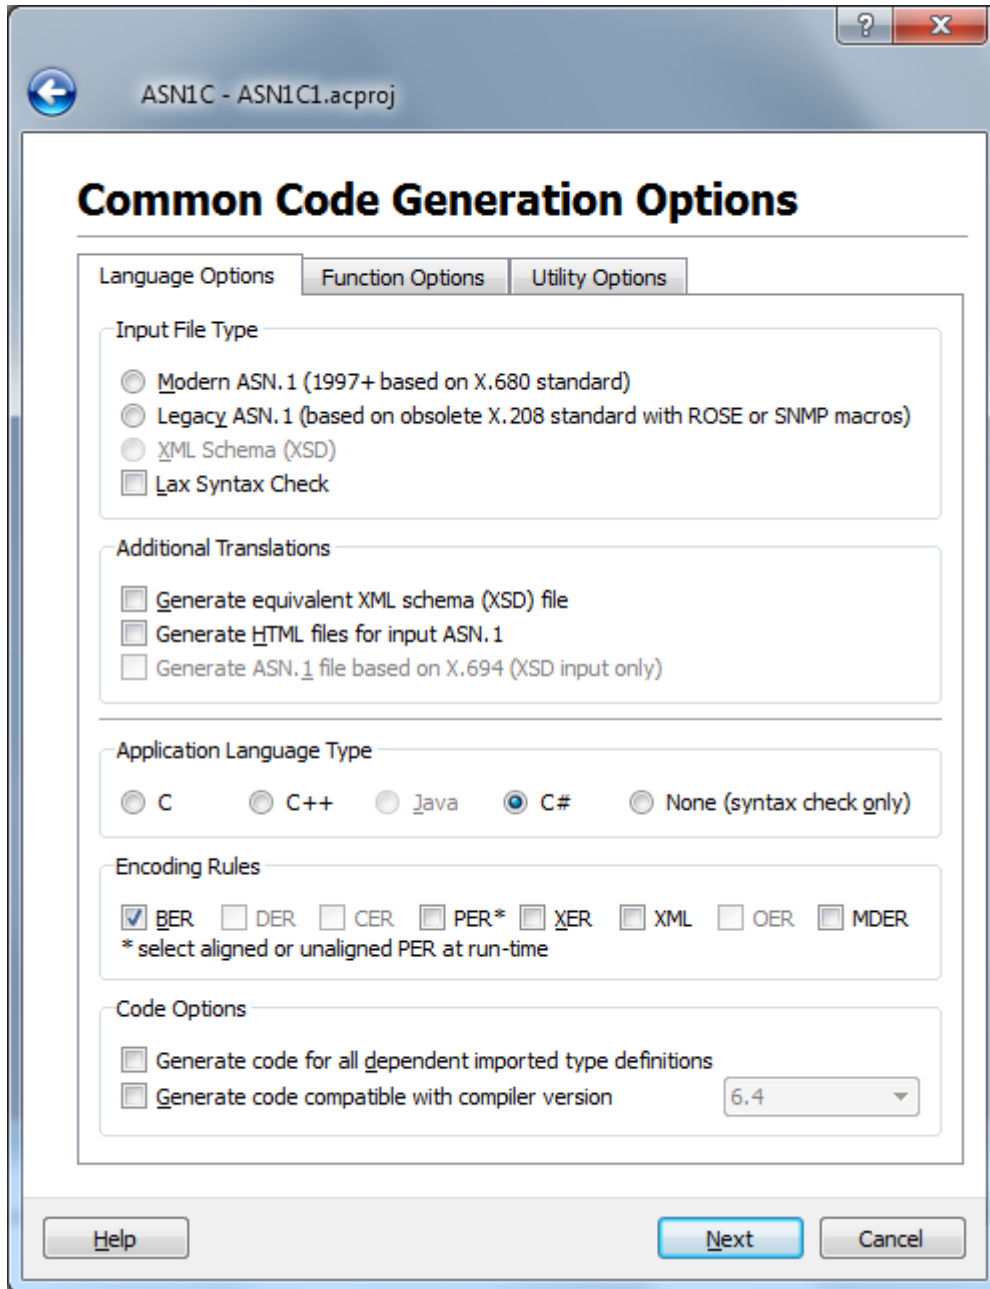 ?
X
ASN1C - ASN1C1.acproj
Common Code Generation Options
Language Options Function Options Utility Options
Input File Type
Modern ASN.1 (1997+ based on X.680 standard)
Legacy ASN.1 (based on obsolete X.208 standard with ROSE or SNMP macros)
XML Schema (XSD)
Lax Syntax Check
Additional Translations
Generate equivalent XML schema (XSD) file
Generate HTML files for input ASN.1
Generate ASN.1 file based on X.694 (XSD input only)
Application Language Type
C C++ Java C# None (syntax check only)
Encoding Rules
BER DER CER PER* XER XML OER MDER
* select aligned or unaligned PER at run-time
Code Options
Generate code for all dependent imported type definitions
Generate code compatible with compiler version 6.4
Help Next Cancel